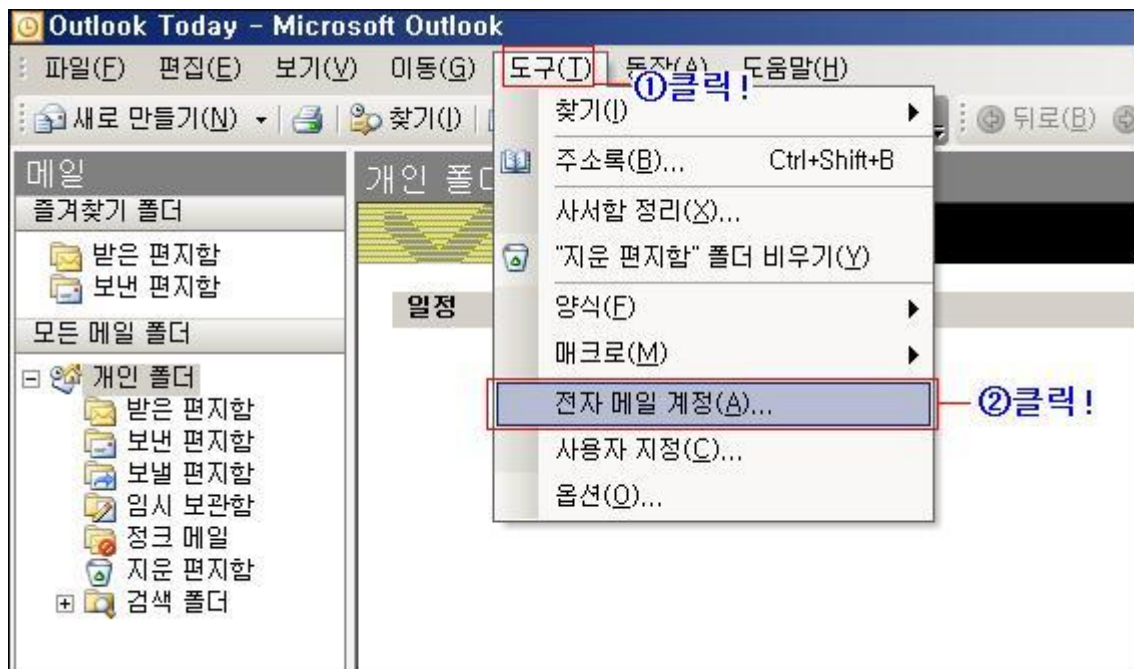 Outlook Today - Microsoft Outlook
파일(F) 편집(E) 보기(V) 이동(G) 도구(T) 동작(A) 도움말(H)
①클릭!
새로 만들기(N) 찾기(I) 뒤로(B)
찾기(I)
주소록(B)... Ctrl+Shift+B
사서함 정리(X)...
"지운 편지함" 폴더 비우기(Y)
양식(F)
매크로(M)
전자 메일 계정(A)... ②클릭!
사용자 지정(C)...
옵션(O)...
메일
즐겨찾기 폴더
받은 편지함
보낸 편지함
모든 메일 폴더
개인 폴더
받은 편지함
보낸 편지함
보낼 편지함
임시 보관함
정크 메일
지운 편지함
검색 폴더
개인
일정